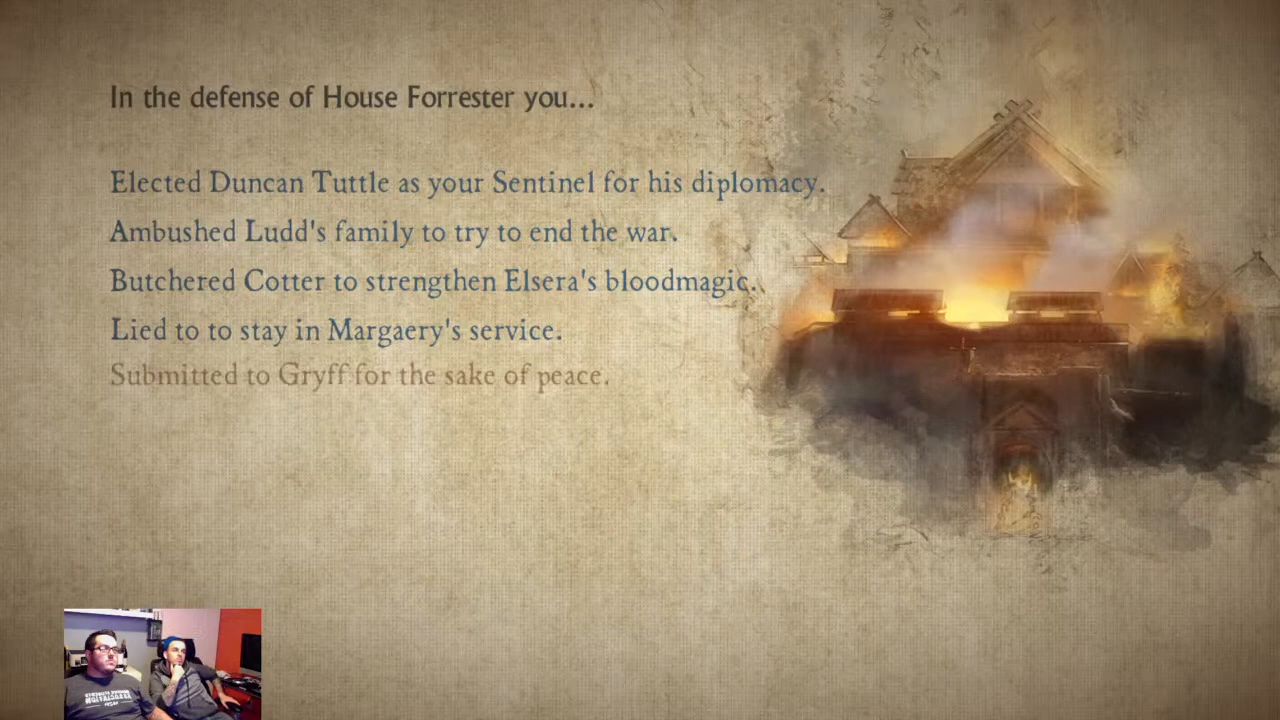 In the defense of House Forrester you...
Elected Duncan Tuttle as your Sentinel for his diplomacy.
Ambushed Ludd's family to try to end the war.
Butchered Cotter to strengthen Elsera's bloodmagic.
Lied to to stay in Margaery's service.
Submitted to Gryff for the sake of peace.